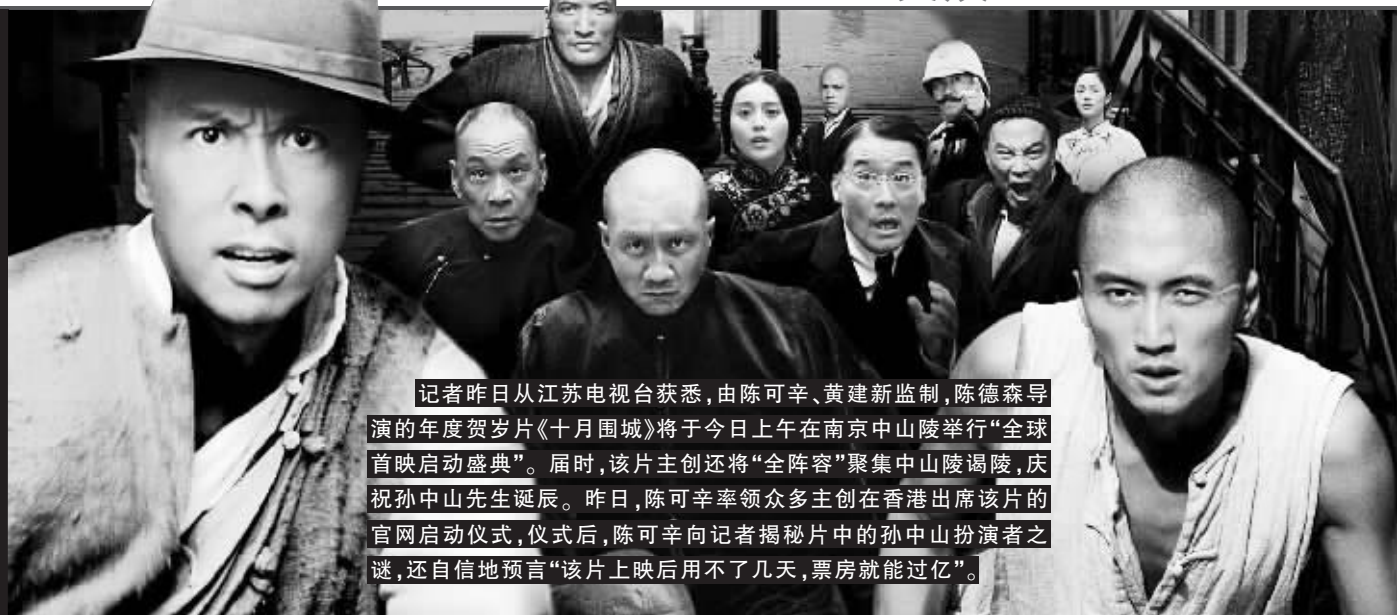 记者昨日从江苏电视台获悉,由陈可辛、黄建新监制,陈德森导
演的年度贺岁片《十月围城》将于今日上午在南京中山陵举行“全球
首映启动盛典”。届时,该片主创还将“全阵容”聚集中山陵谒陵,庆
祝孙中山先生诞辰。昨日,陈可辛率领众多主创在香港出席该片的
官网启动仪式,仪式后,陈可辛向记者揭秘片中的孙中山扮演者之
谜,还自信地预言“该片上映后用不了几天,票房就能过亿”。